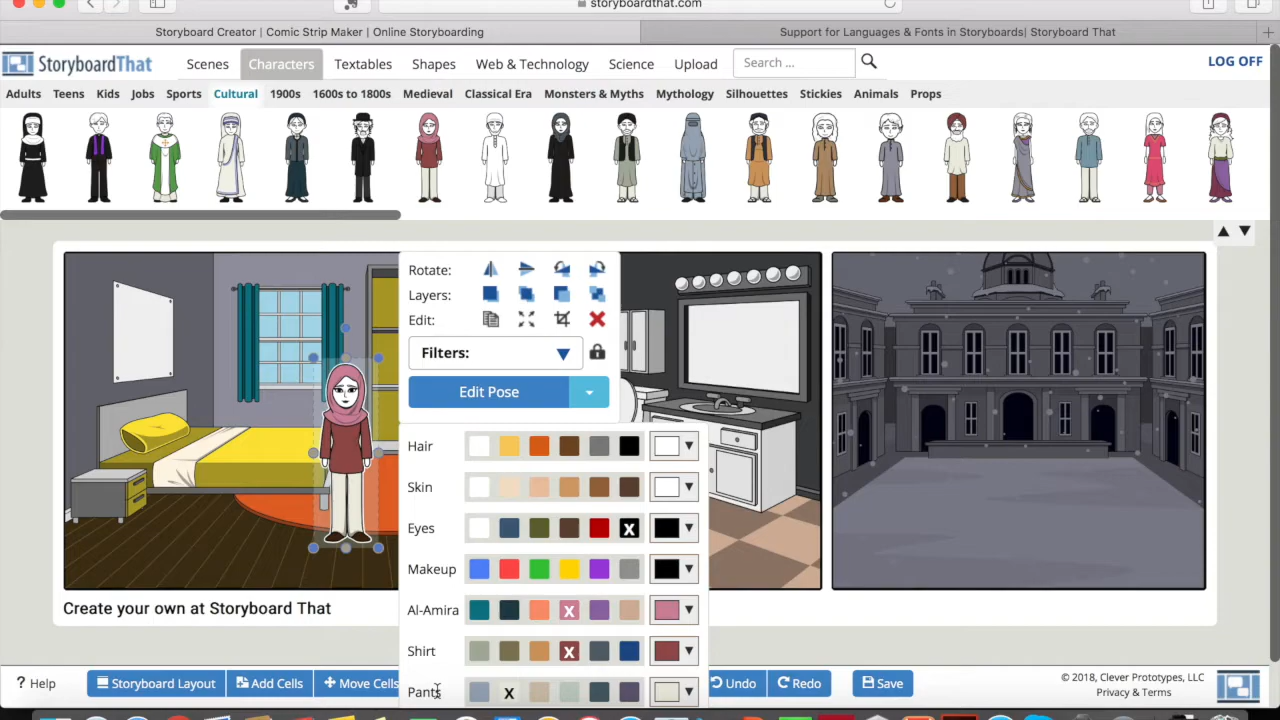 storyboardthat.com
Storyboard Creator | Comic Strip Maker | Online Storyboarding
Support for Languages & Fonts in Storyboards| Storyboard That
StoryboardThat
Scenes Characters Textables Shapes Web & Technology Science Upload Search ... LOG OFF
Adults Teens Kids Jobs Sports Cultural 1900s 1600s to 1800s Medieval Classical Era Monsters & Myths Mythology Silhouettes Stickies Animals Props
Rotate:
Layers:
Edit:
Filters:
Edit Pose
Hair
Skin
Eyes X
Makeup
Al-Amira X
Shirt X
Pants X
Create your own at Storyboard That
? Help Storyboard Layout Add Cells Move Cells Undo Redo Save
© 2018, Clever Prototypes, LLC
Privacy & Terms